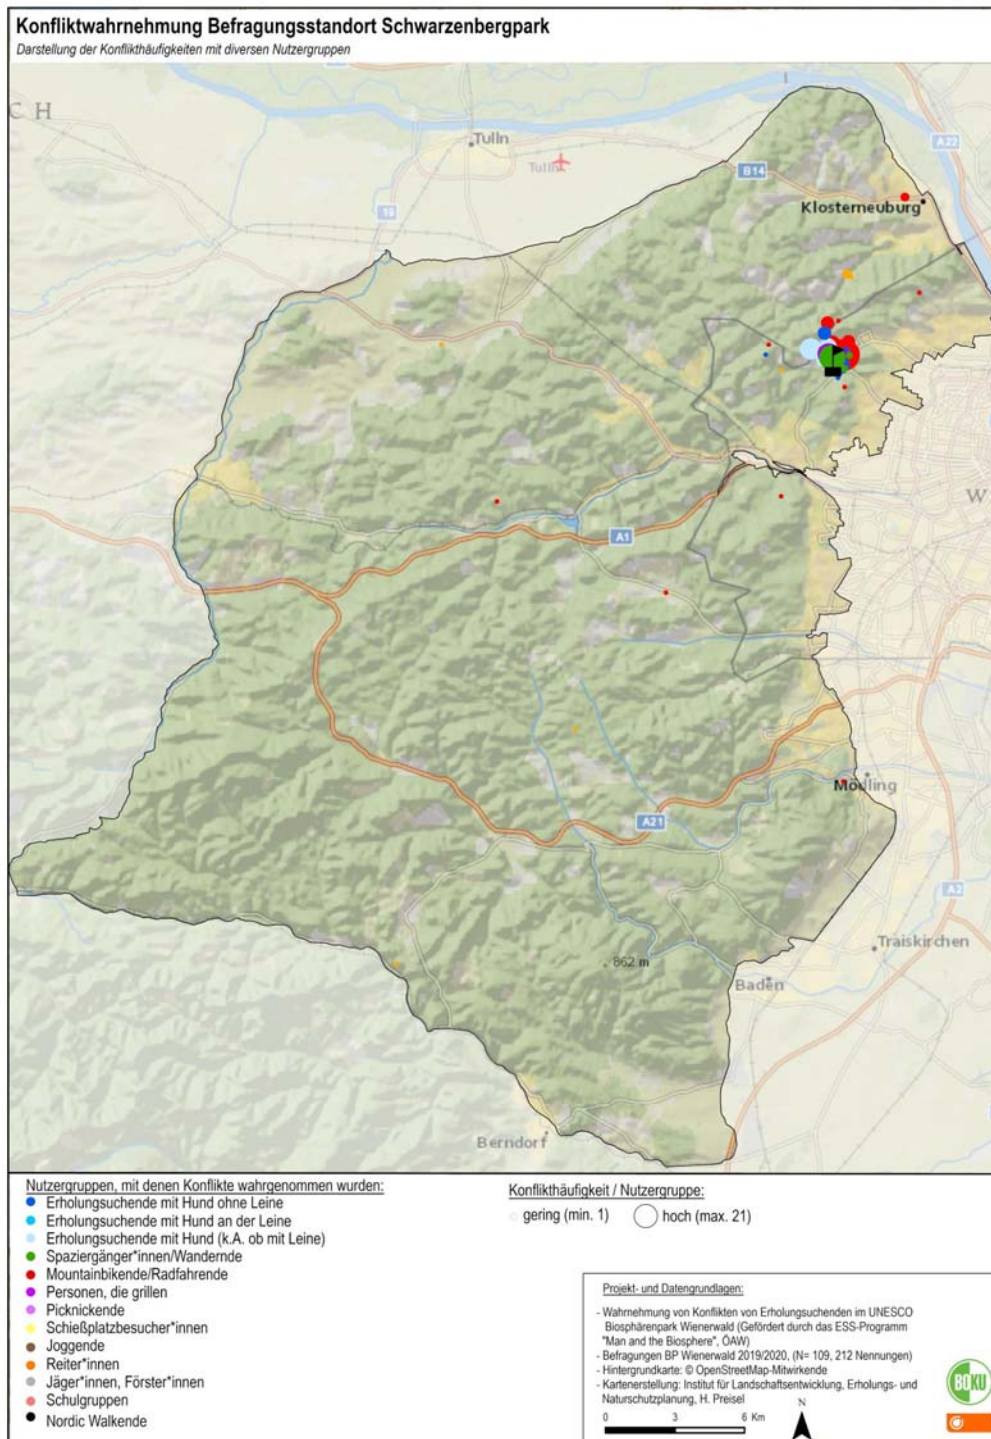 Konfliktwahrnehmung Befragungsstandort Schwarzenbergpark
Darstellung der Konflikthäufigkeiten mit diversen Nutzergruppen
C H
Tulln
Tulln
A22
B14
19
Klosterneuburg
W
A1
Mödling
A21
A2
Traiskirchen
862 m
Baden
Berndorf
Nutzergruppen, mit denen Konflikte wahrgenommen wurden:
Erholungsuchende mit Hund ohne Leine
Erholungsuchende mit Hund an der Leine
Erholungsuchende mit Hund (k.A. ob mit Leine)
Spaziergänger*innen/Wandernde
Mountainbikende/Radfahrende
Personen, die grillen
Picknickende
Schießplatzbesucher*innen
Joggende
Reiter*innen
Jäger*innen, Förster*innen
Schulgruppen
Nordic Walkende
Konflikthäufigkeit / Nutzergruppe:
gering (min. 1) hoch (max. 21)
Projekt- und Datengrundlagen:
- Wahrnehmung von Konflikten von Erholungsuchenden im UNESCO
Biosphärenpark Wienerwald (Gefördert durch das ESS-Programm
"Man and the Biosphere", ÖAW)
- Befragungen BP Wienerwald 2019/2020, (N= 109, 212 Nennungen)
- Hintergrundkarte: © OpenStreetMap-Mitwirkende
- Kartenerstellung: Institut für Landschaftsentwicklung, Erholungs- und
Naturschutzplanung, H. Preisel
N
0 3 6 Km
BOKU